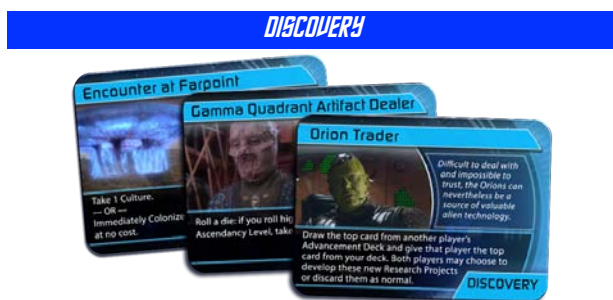 DISCOVERY
Encounter at Farpoint
Take 1 Culture.
— OR —
Immediately Colonize
at no cost.
Gamma Quadrant Artifact Dealer
Roll a die: if you roll hig
Ascendancy Level, take
Orion Trader
Difficult to deal with
and impossible to
trust, the Orions can
nevertheless be a
source of valuable
alien technology.
Draw the top card from another player's
Advancement Deck and give that player the top
card from your deck. Both players may choose to
develop these new Research Projects
or discard them as normal.
DISCOVERY